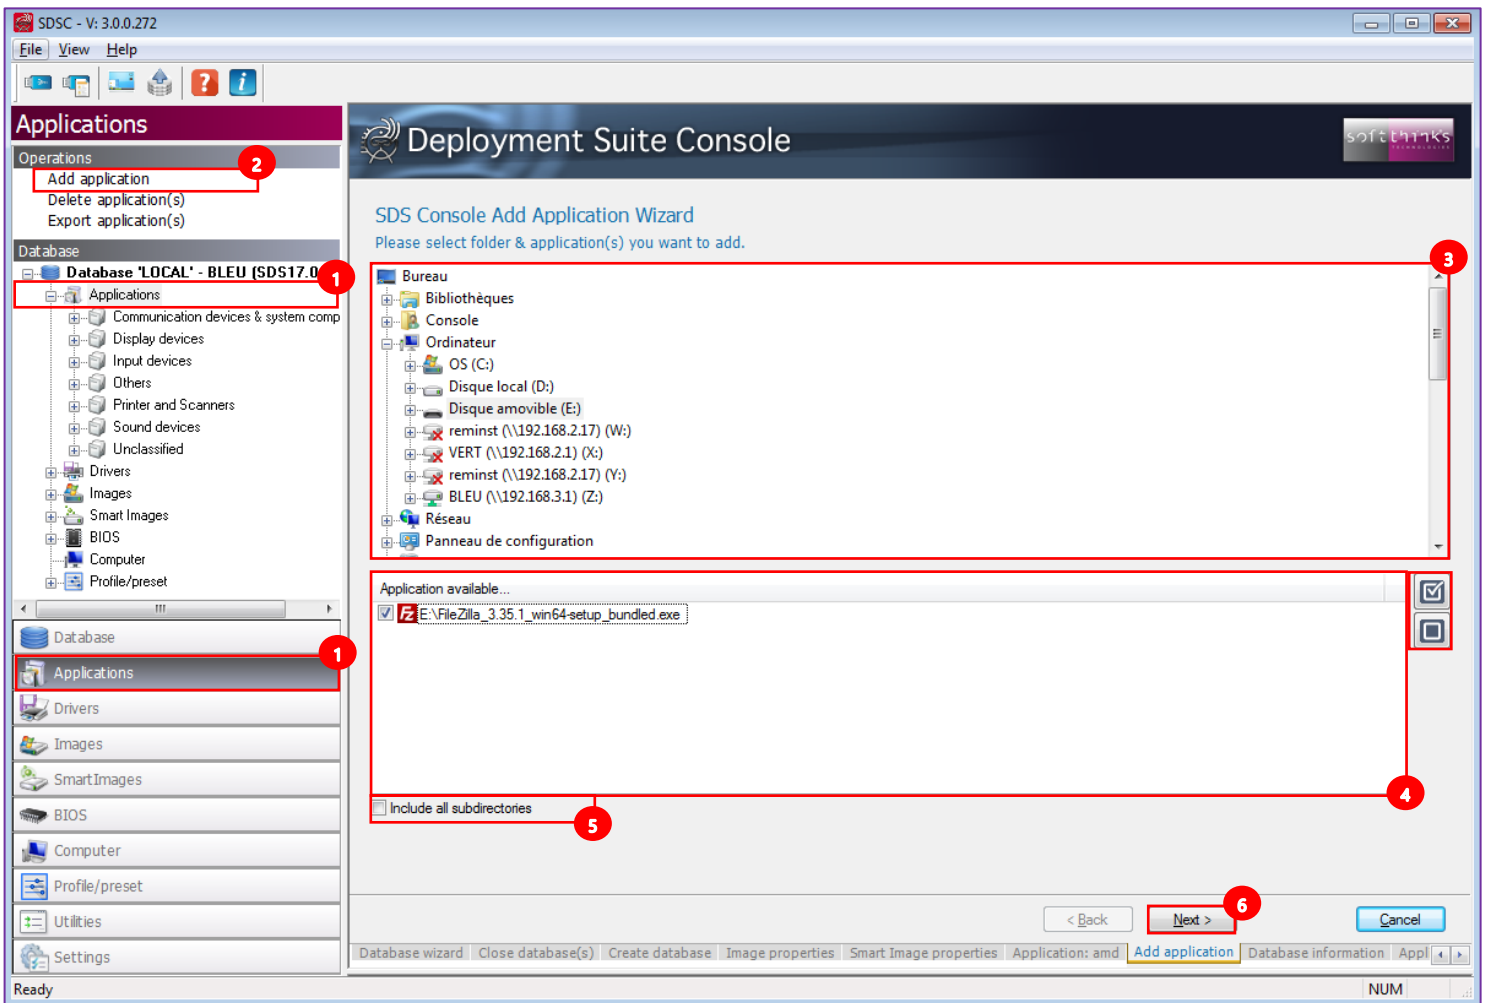 SDSC - V: 3.0.0.272
File View Help
Applications
Operations
2
Add application
Delete application(s)
Export application(s)
Database
Database 'LOCAL' - BLEU (SDS17.0
1
Applications
Communication devices & system comp
Display devices
Input devices
Others
Printer and Scanners
Sound devices
Unclassified
Drivers
Images
Smart Images
BIOS
Computer
Profile/preset
Database
1
Applications
Drivers
Images
SmartImages
BIOS
Computer
Profile/preset
Utilities
Settings
Deployment Suite Console
softthinks
TECHNOLOGIES
SDS Console Add Application Wizard
Please select folder & application(s) you want to add.
3
Bureau
Bibliothèques
Console
Ordinateur
OS (C:)
Disque local (D:)
Disque amovible (E:)
reminst (\\192.168.2.17) (W:)
VERT (\\192.168.2.1) (X:)
reminst (\\192.168.2.17) (Y:)
BLEU (\\192.168.3.1) (Z:)
Réseau
Panneau de configuration
Application available...
E:\FileZilla_3.35.1_win64-setup_bundled.exe
4
Include all subdirectories
5
6
< Back Next > Cancel
Database wizard Close database(s) Create database Image properties Smart Image properties Application: amd Add application Database information Appl
Ready NUM